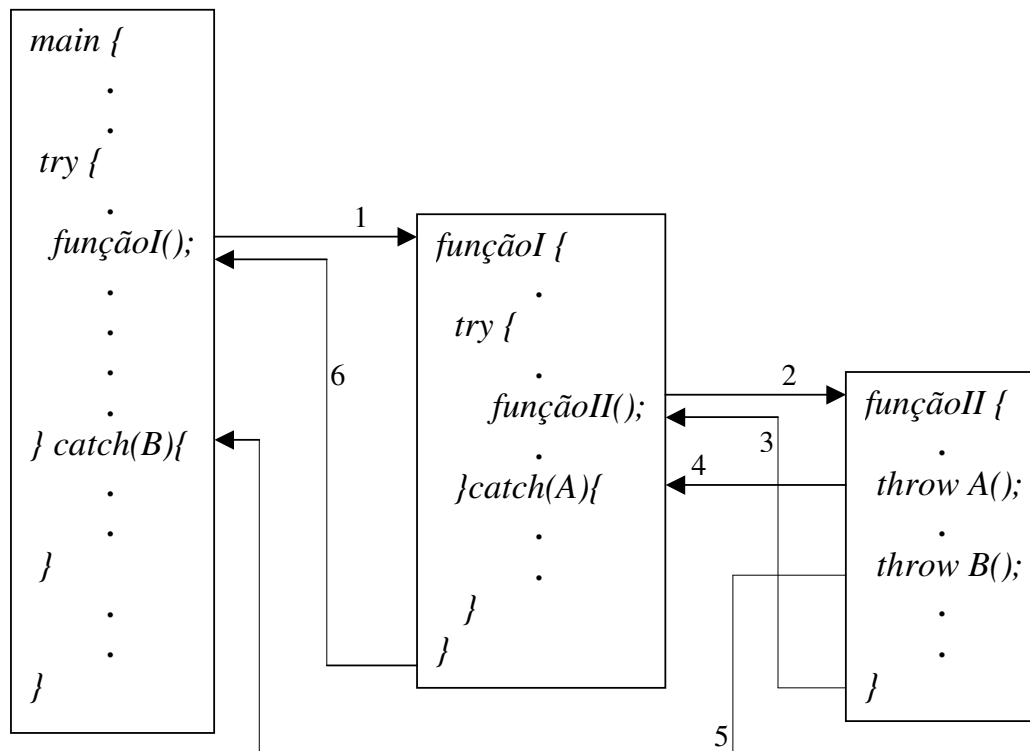 main {
.
.
try {
.
funçãoI();
.
.
.
.
} catch(B){
.
.
}
.
.
}
1
6
funçãoI {
.
try {
.
funçãoII();
.
}catch(A){
.
.
}
}
2
3
4
5
funçãoII {
.
throw A();
.
throw B();
.
.
}